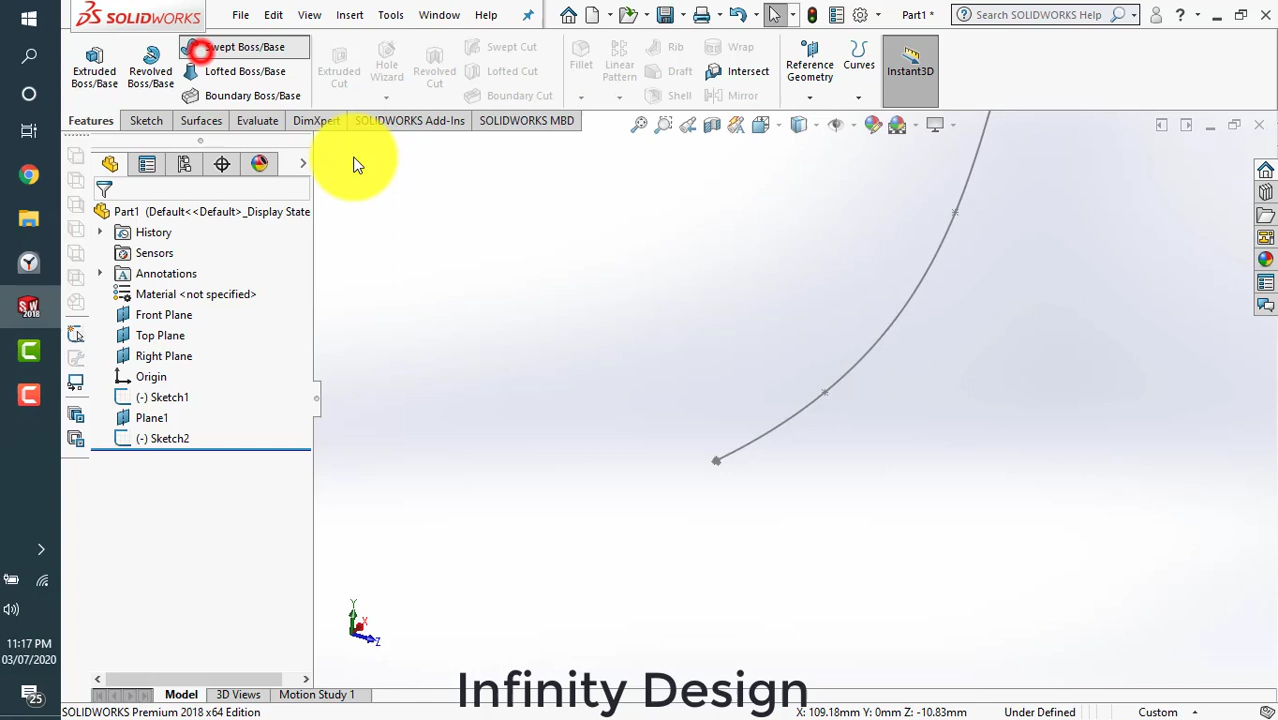 SOLIDWORKS
File
Edit
View
Insert
Tools
Window
Help
Part1 *
Search SOLIDWORKS Help
Extruded Boss/Base
Revolved Boss/Base
Swept Boss/Base
Lofted Boss/Base
Boundary Boss/Base
Extruded Cut
Hole Wizard
Revolved Cut
Swept Cut
Lofted Cut
Boundary Cut
Fillet
Linear Pattern
Rib
Draft
Shell
Wrap
Intersect
Mirror
Reference Geometry
Curves
Instant3D
Features
Sketch
Surfaces
Evaluate
DimXpert
SOLIDWORKS Add-Ins
SOLIDWORKS MBD
Part1 (Default<<Default>_Display State
History
Sensors
Annotations
Material <not specified>
Front Plane
Top Plane
Right Plane
Origin
(-) Sketch1
Plane1
(-) Sketch2
Y
X
Z
SW
2018
11:17 PM
03/07/2020
25
Infinity Design
Model
3D Views
Motion Study 1
SOLIDWORKS Premium 2018 x64 Edition
X: 109.18mm Y: 0mm Z: -10.83mm
Under Defined
Custom